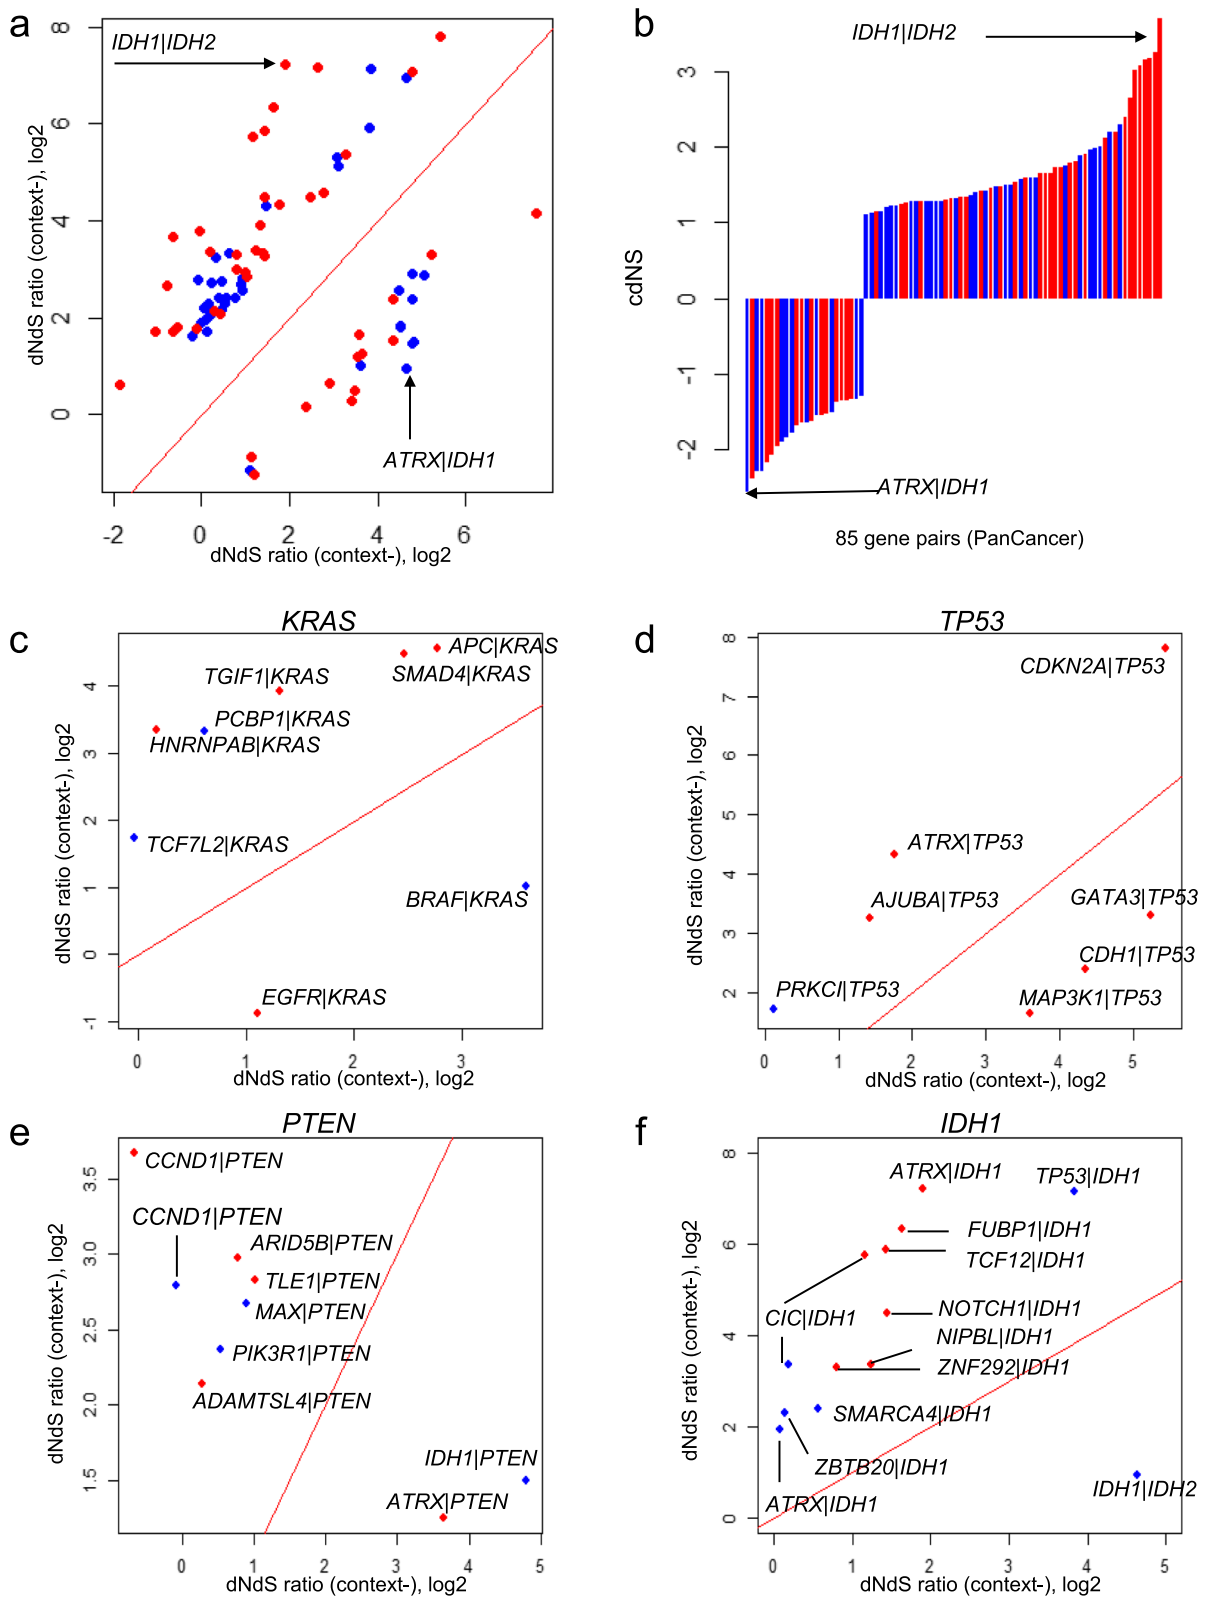 a
IDH1|IDH2
ATRX|IDH1
dNdS ratio (context-), log2
8
6
4
2
0
-2
0
2
4
6
dNdS ratio (context-), log2
b
IDH1|IDH2
ATRX|IDH1
cdNS
3
2
1
0
-1
-2
85 gene pairs (PanCancer)
c
KRAS
APC|KRAS
SMAD4|KRAS
TGIF1|KRAS
PCBP1|KRAS
HNRNPAB|KRAS
TCF7L2|KRAS
BRAF|KRAS
EGFR|KRAS
dNdS ratio (context-), log2
4
3
2
1
0
-1
0
1
2
3
dNdS ratio (context-), log2
d
TP53
CDKN2A|TP53
ATRX|TP53
AJUBA|TP53
GATA3|TP53
CDH1|TP53
PRKCI|TP53
MAP3K1|TP53
dNdS ratio (context-), log2
8
7
6
5
4
3
2
0
1
2
3
4
5
dNdS ratio (context-), log2
e
PTEN
CCND1|PTEN
CCND1|PTEN
ARID5B|PTEN
TLE1|PTEN
MAX|PTEN
PIK3R1|PTEN
ADAMTSL4|PTEN
IDH1|PTEN
ATRX|PTEN
dNdS ratio (context-), log2
3.5
3.0
2.5
2.0
1.5
0
1
2
3
4
5
dNdS ratio (context-), log2
f
IDH1
ATRX|IDH1
TP53|IDH1
FUBP1|IDH1
TCF12|IDH1
CIC|IDH1
NOTCH1|IDH1
NIPBL|IDH1
ZNF292|IDH1
SMARCA4|IDH1
ZBTB20|IDH1
ATRX|IDH1
IDH1|IDH2
dNdS ratio (context-), log2
8
6
4
2
0
0
1
2
3
4
5
dNdS ratio (context-), log2